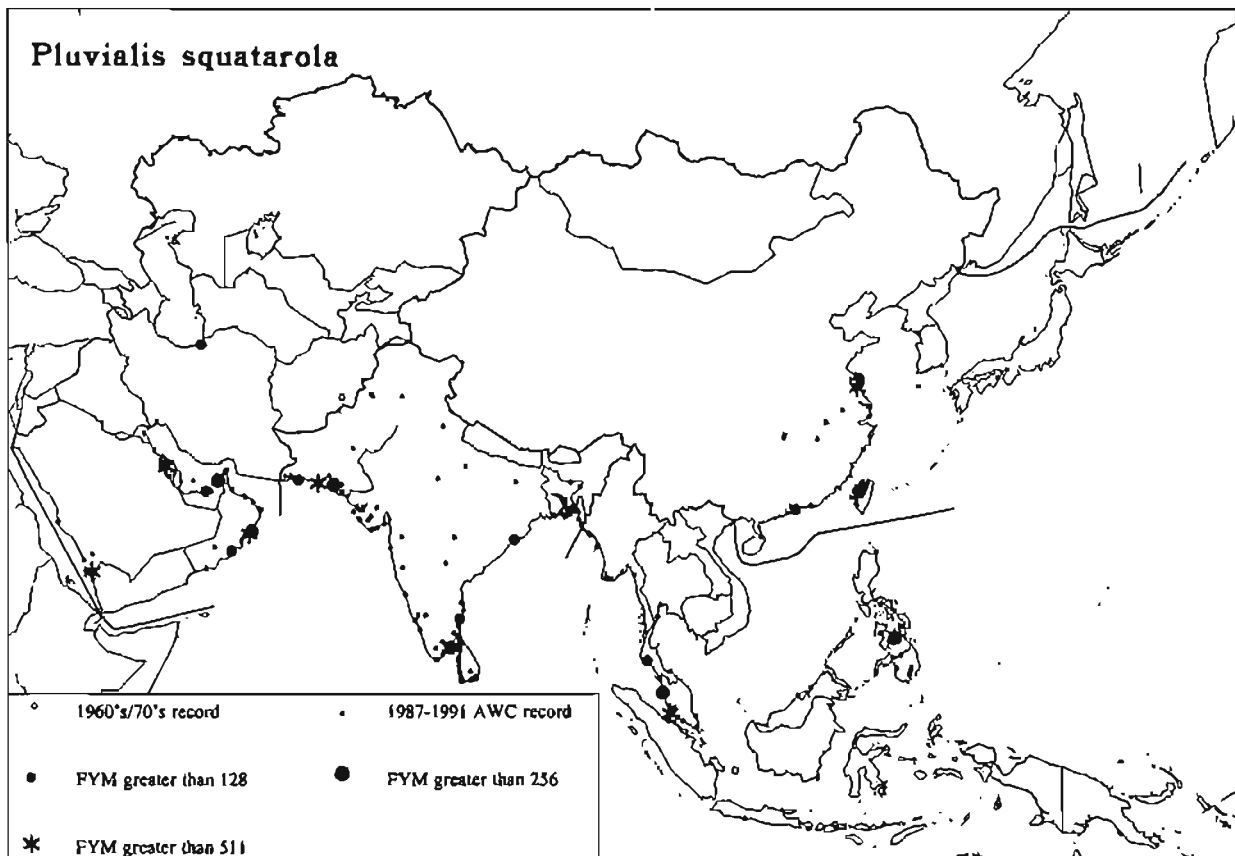 Pluvialis squatarola
1960's/70's record
1987-1991 AWC record
FYM greater than 128
FYM greater than 256
FYM greater than 511